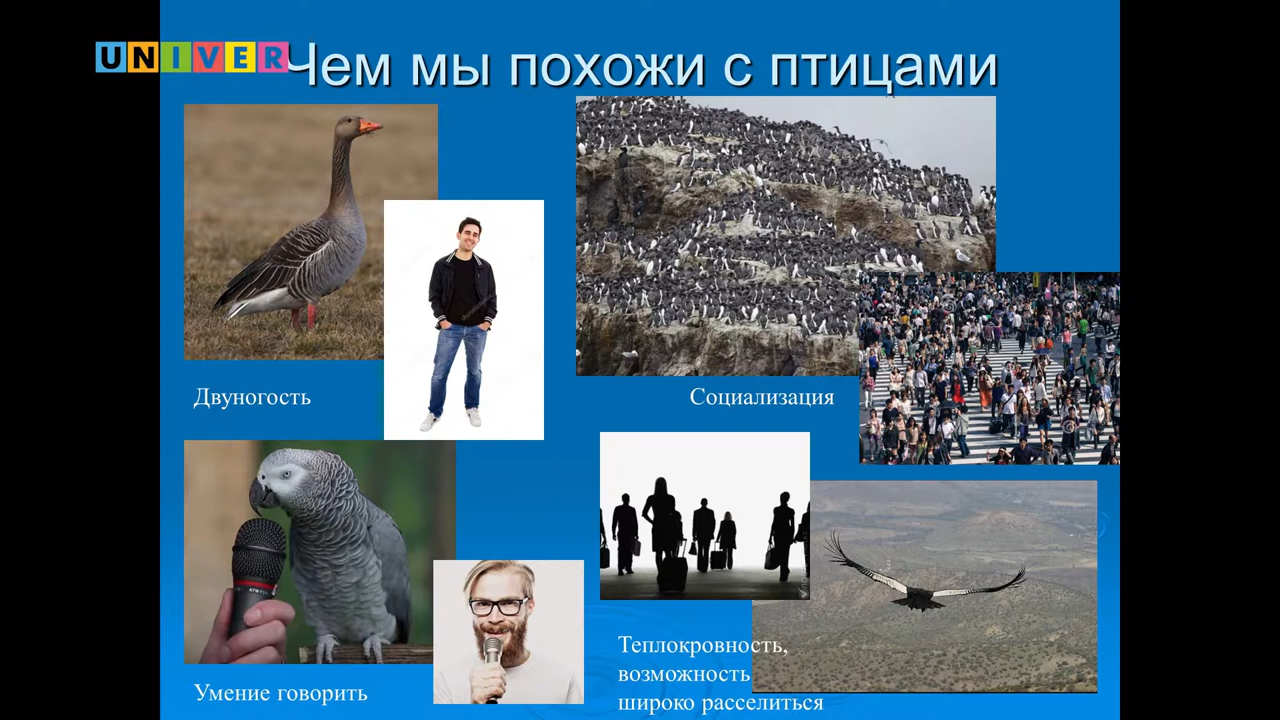 UNIVER
Чем мы похожи с птицами
Двуногость
Социализация
Умение говорить
Теплокровность,
возможность
широко расселиться